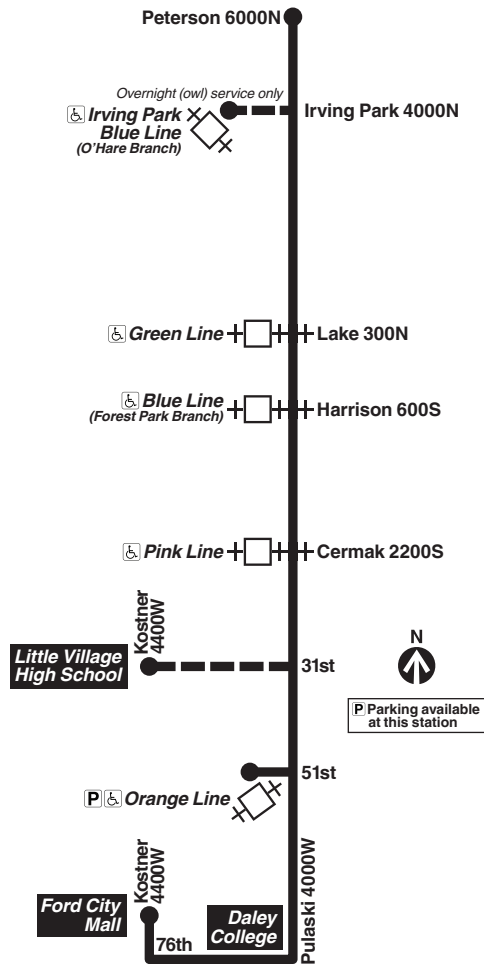 Peterson 6000N
Overnight (owl) service only
Irving Park
Blue Line
(O'Hare Branch)
Irving Park 4000N
Green Line
Lake 300N
Blue Line
(Forest Park Branch)
Harrison 600S
Pink Line
Cermak 2200S
Kostner
4400W
Little Village
High School
31st
N
P Parking available
at this station
51st
P Orange Line
Kostner
4400W
Ford City
Mall
76th
Daley
College
Pulaski 4000W